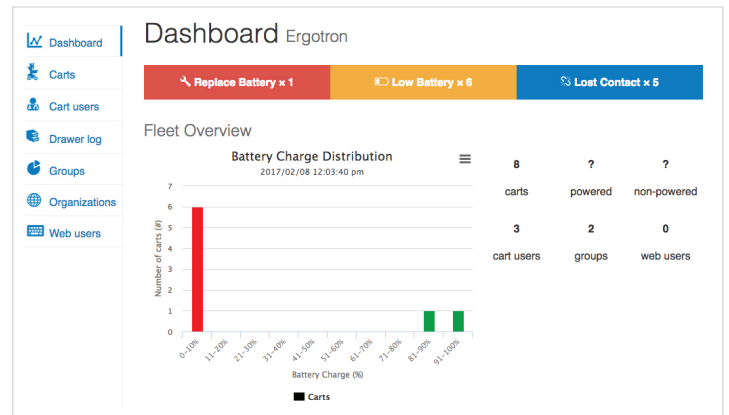 Dashboard
Carts
Cart users
Drawer log
Groups
Organizations
Web users
Dashboard Ergotron
Replace Battery × 1
Low Battery × 6
Lost Contact × 5
Fleet Overview
Battery Charge Distribution
2017/02/08 12:03:40 pm
Number of carts (#)
7
6
5
4
3
2
1
0
0-10% 11-20% 21-30% 31-40% 41-50% 51-60% 61-70% 71-80% 81-90% 91-100%
Battery Charge (%)
Carts
8 ? ?
carts powered non-powered
3 2 0
cart users groups web users